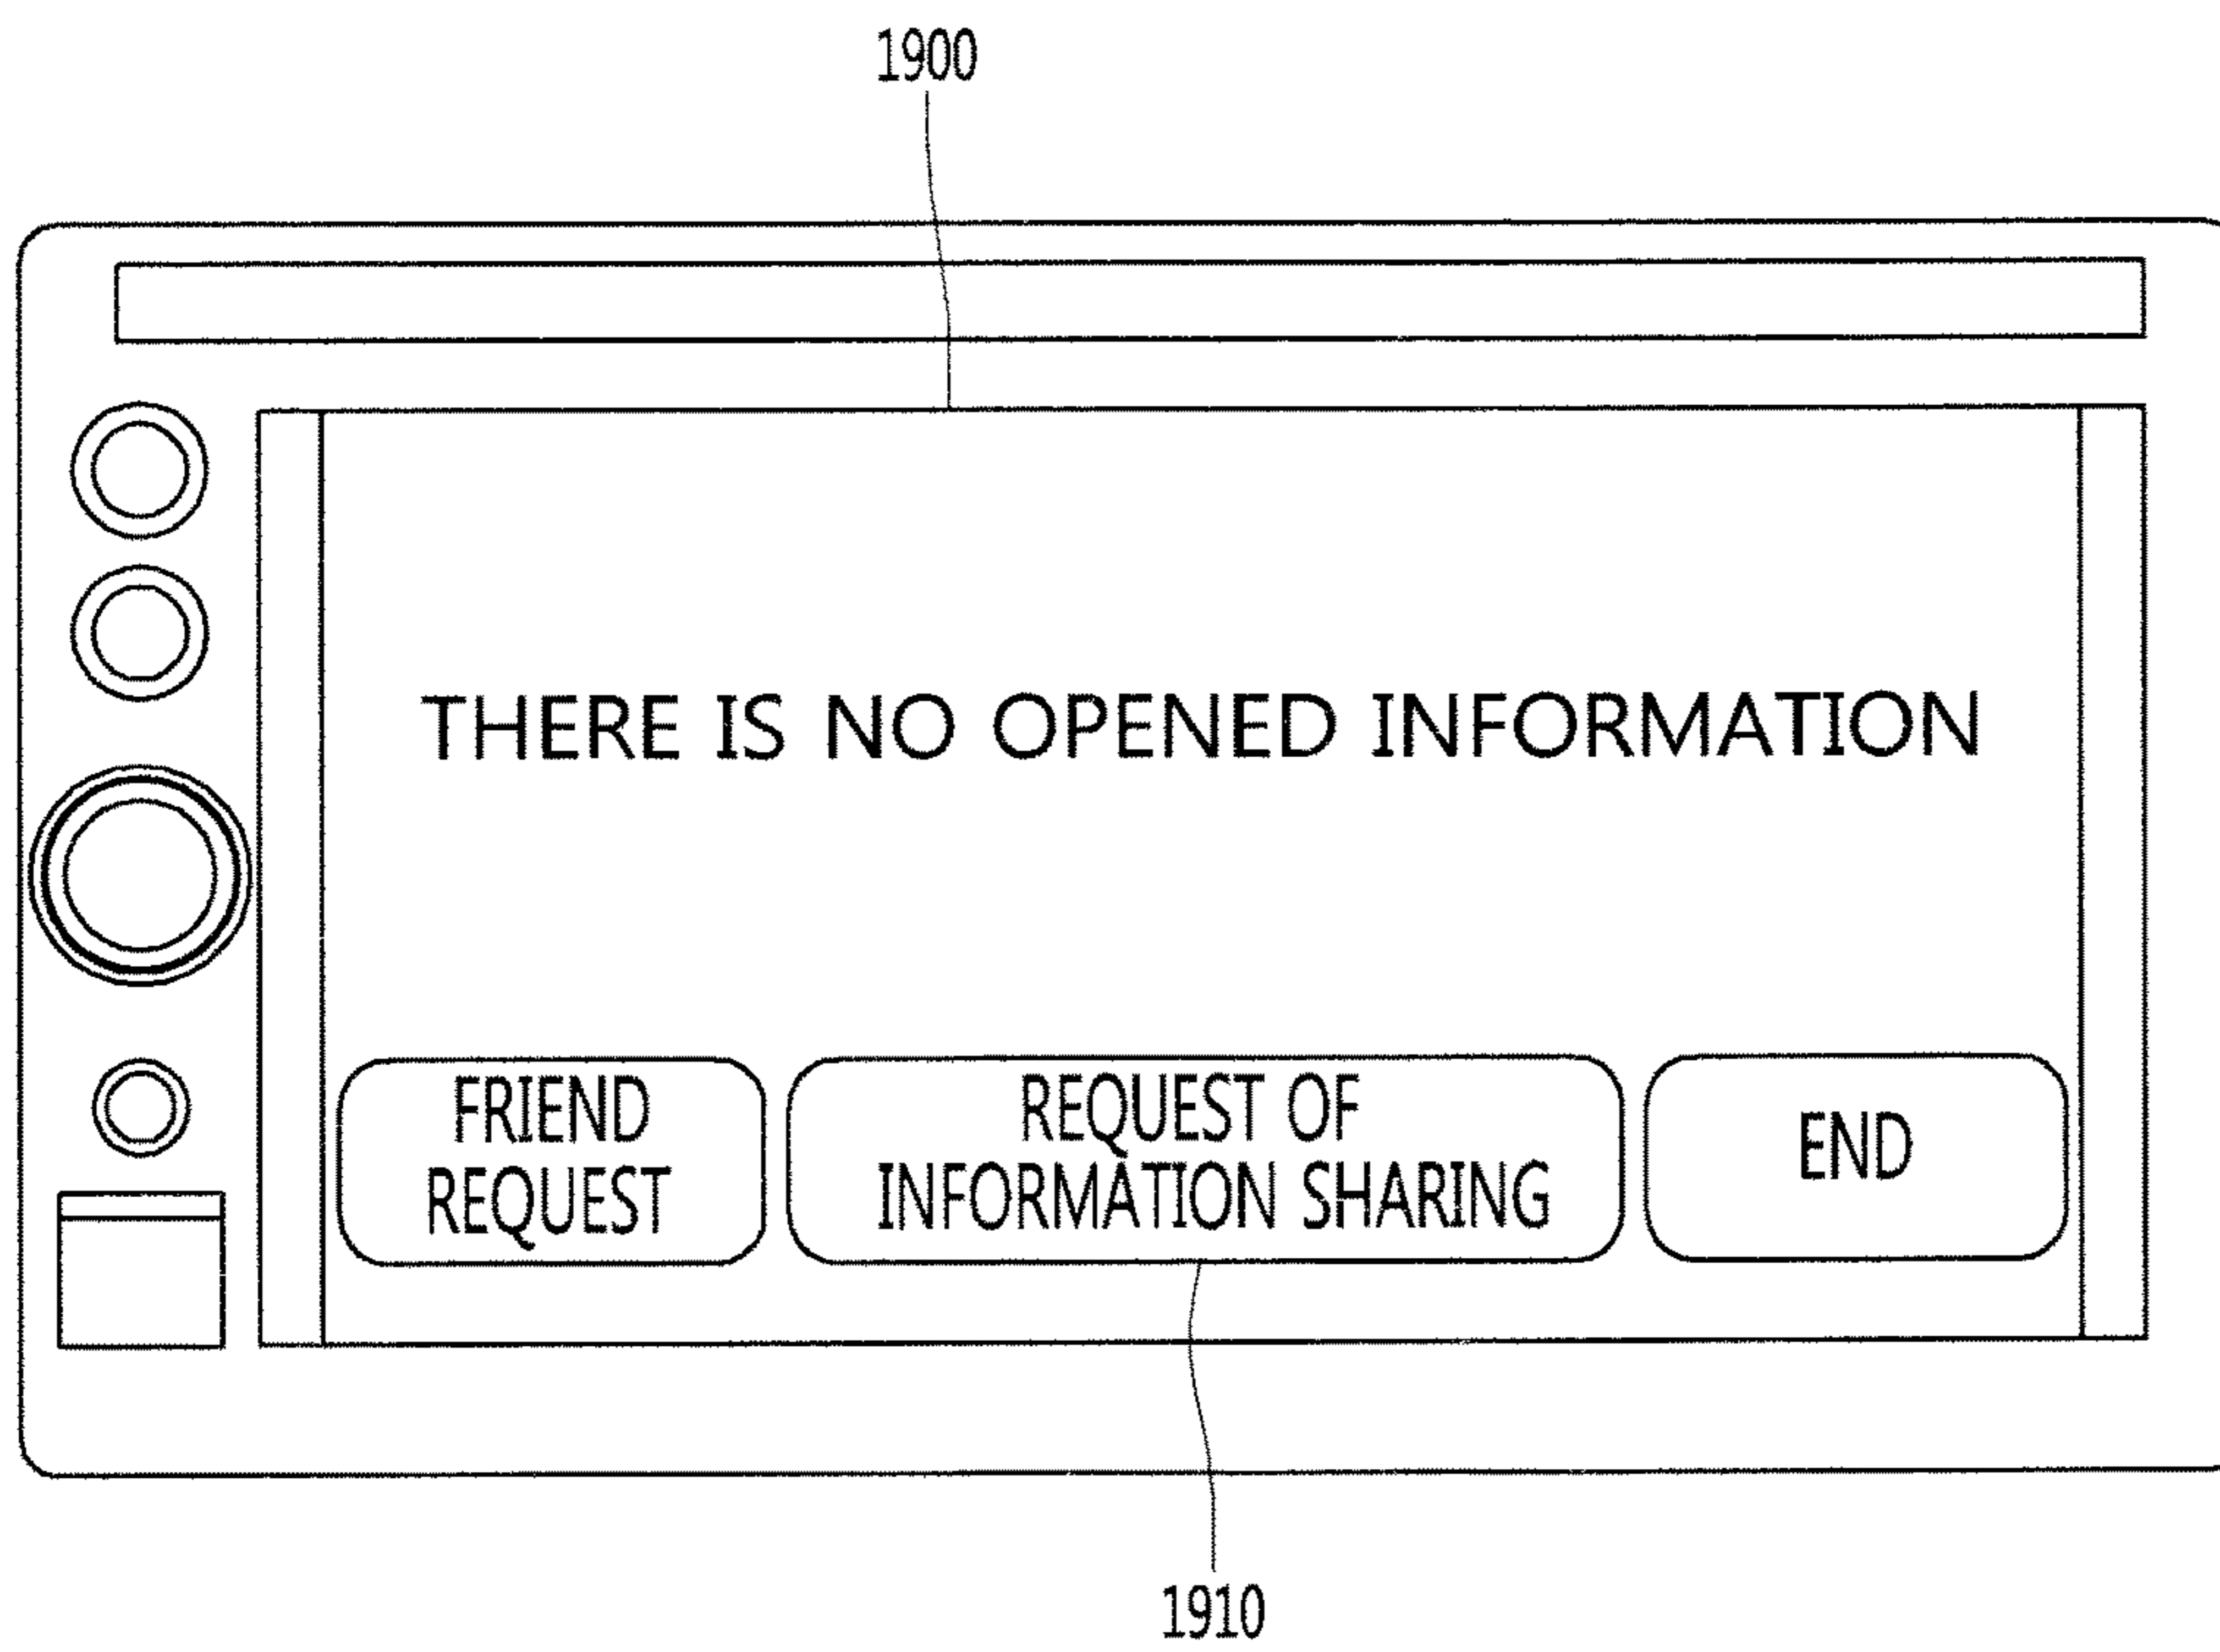 1900
THERE IS NO OPENED INFORMATION
FRIEND
REQUEST
REQUEST OF
INFORMATION SHARING
END
1910